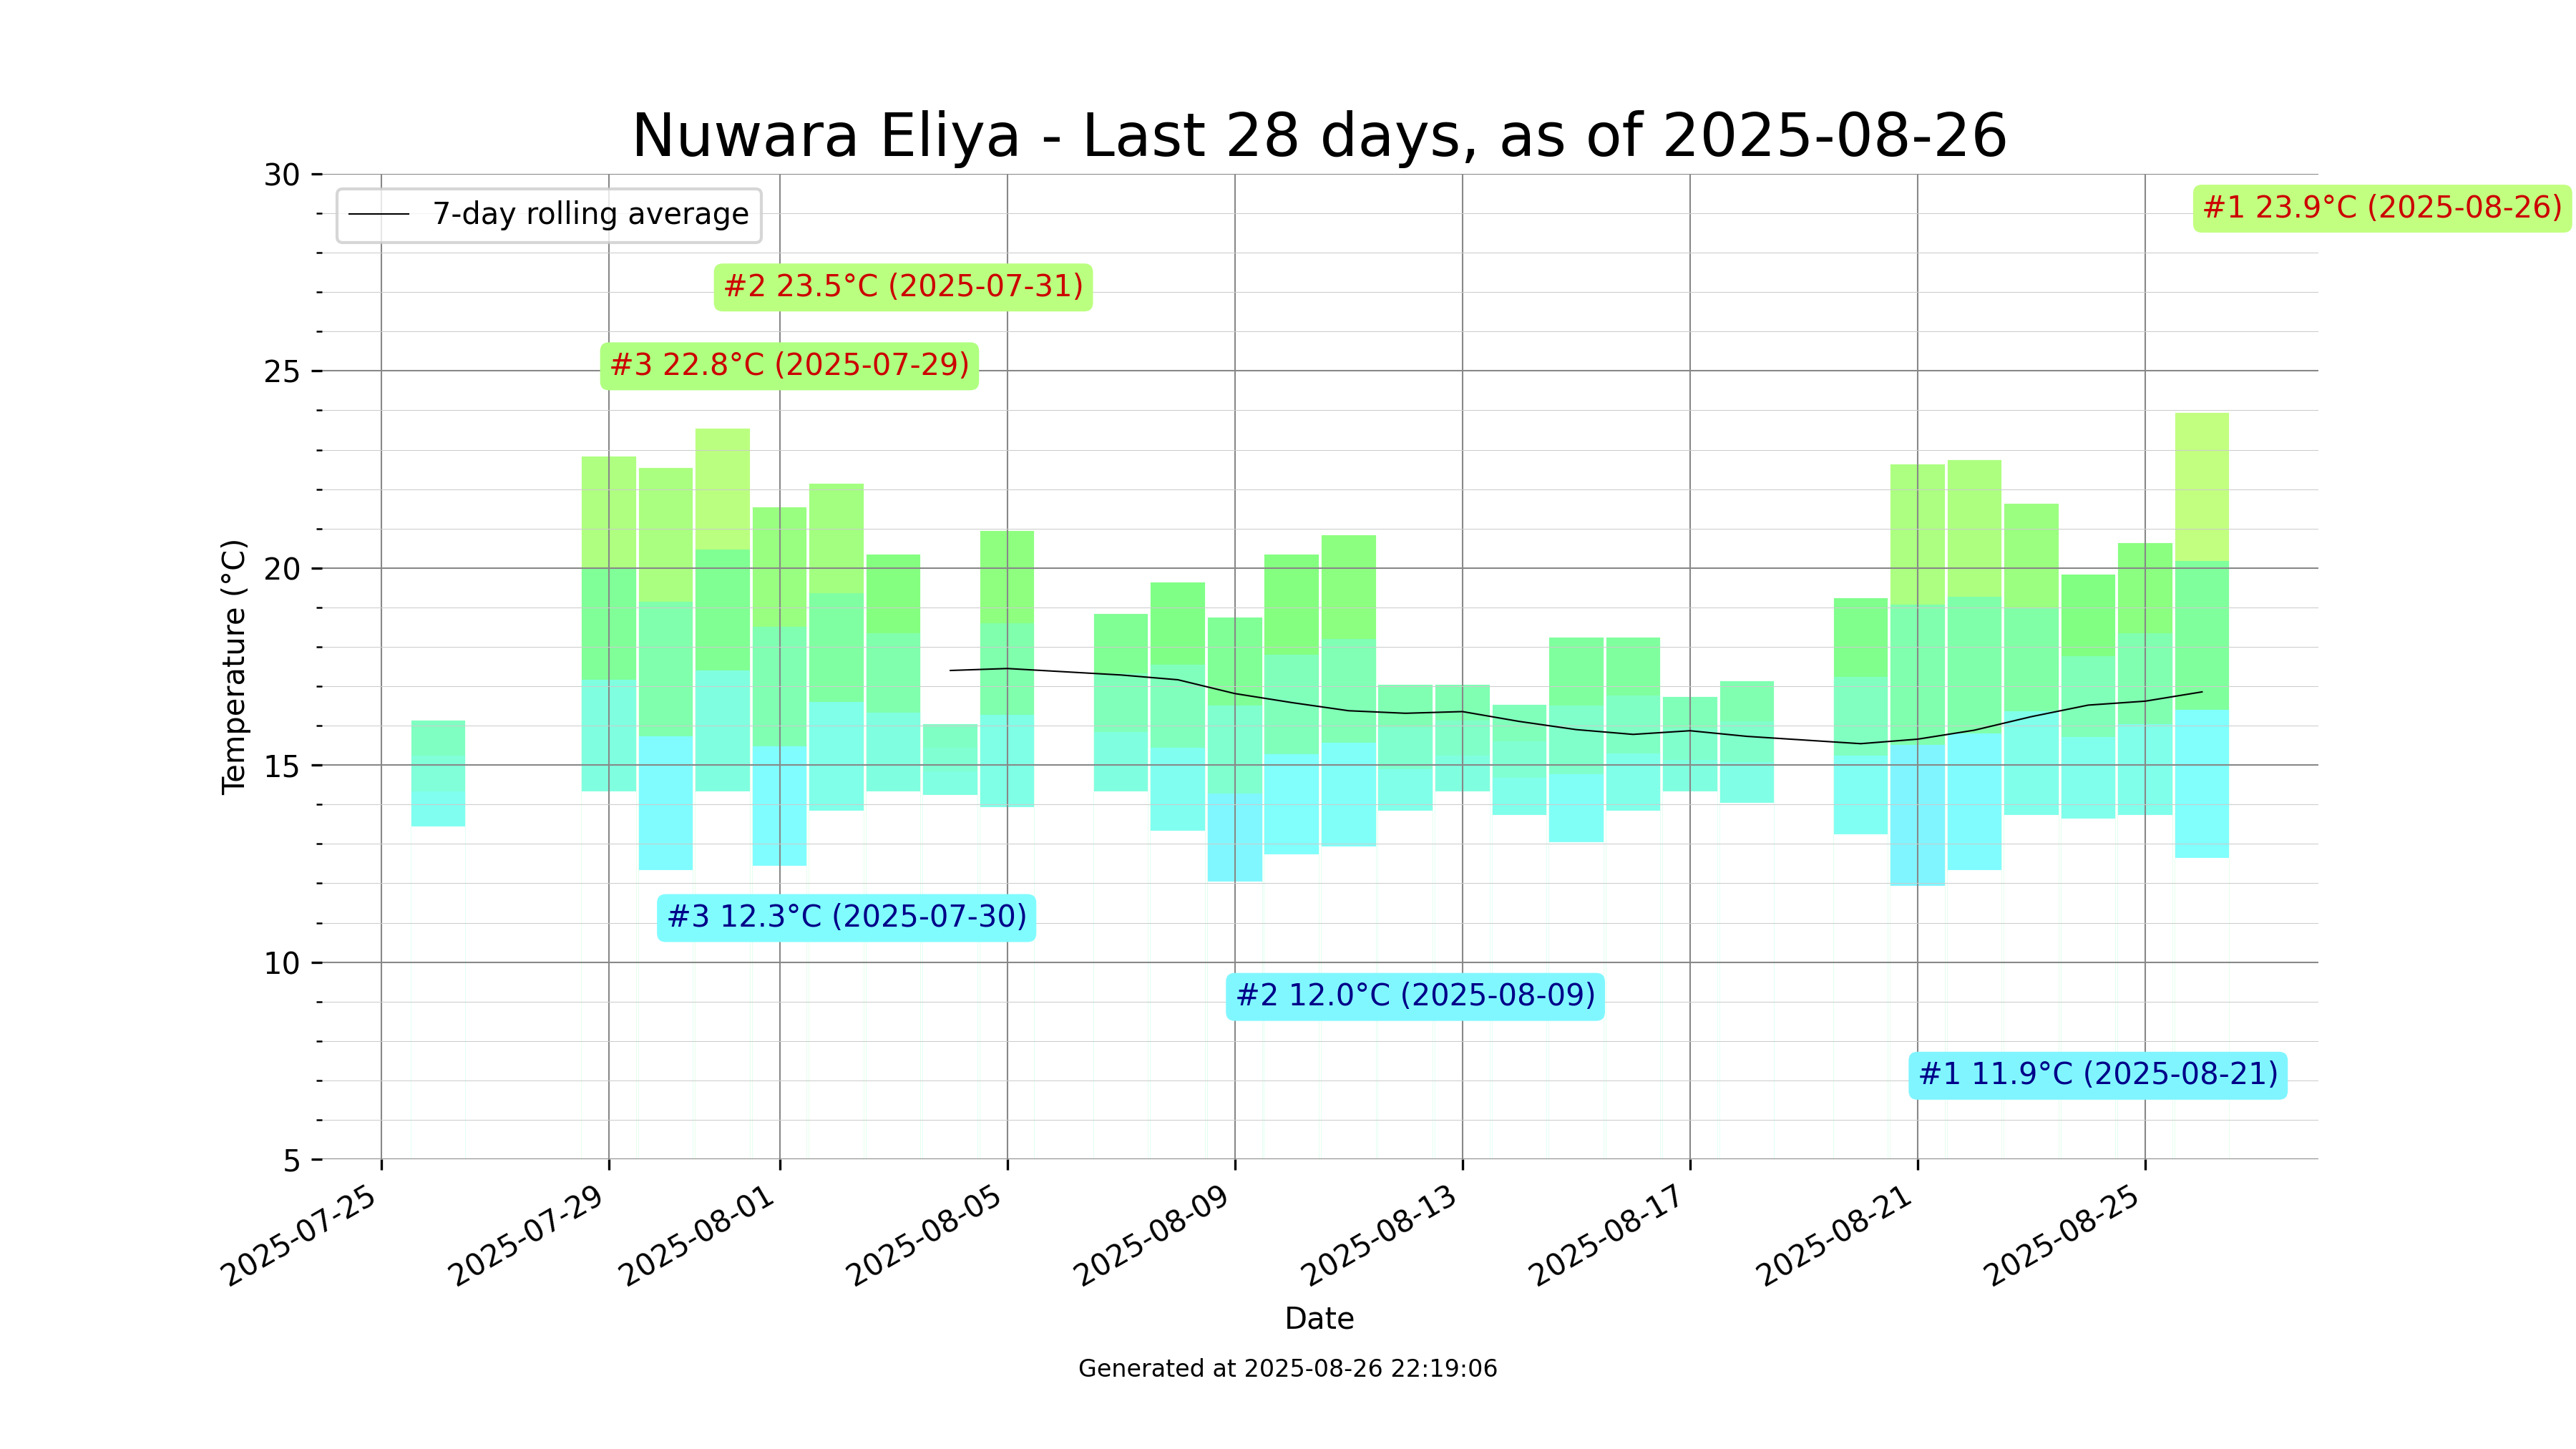 Nuwara Eliya - Last 28 days, as of 2025-08-26
30
7-day rolling average
#1 23.9°C (2025-08-26)
#2 23.5°C (2025-07-31)
#3 22.8°C (2025-07-29)
25
20
Temperature (°C)
15
#3 12.3°C (2025-07-30)
10
#2 12.0°C (2025-08-09)
#1 11.9°C (2025-08-21)
5
2025-07-25
2025-07-29
2025-08-01
2025-08-05
2025-08-09
2025-08-13
2025-08-17
2025-08-21
2025-08-25
Date
Generated at 2025-08-26 22:19:06